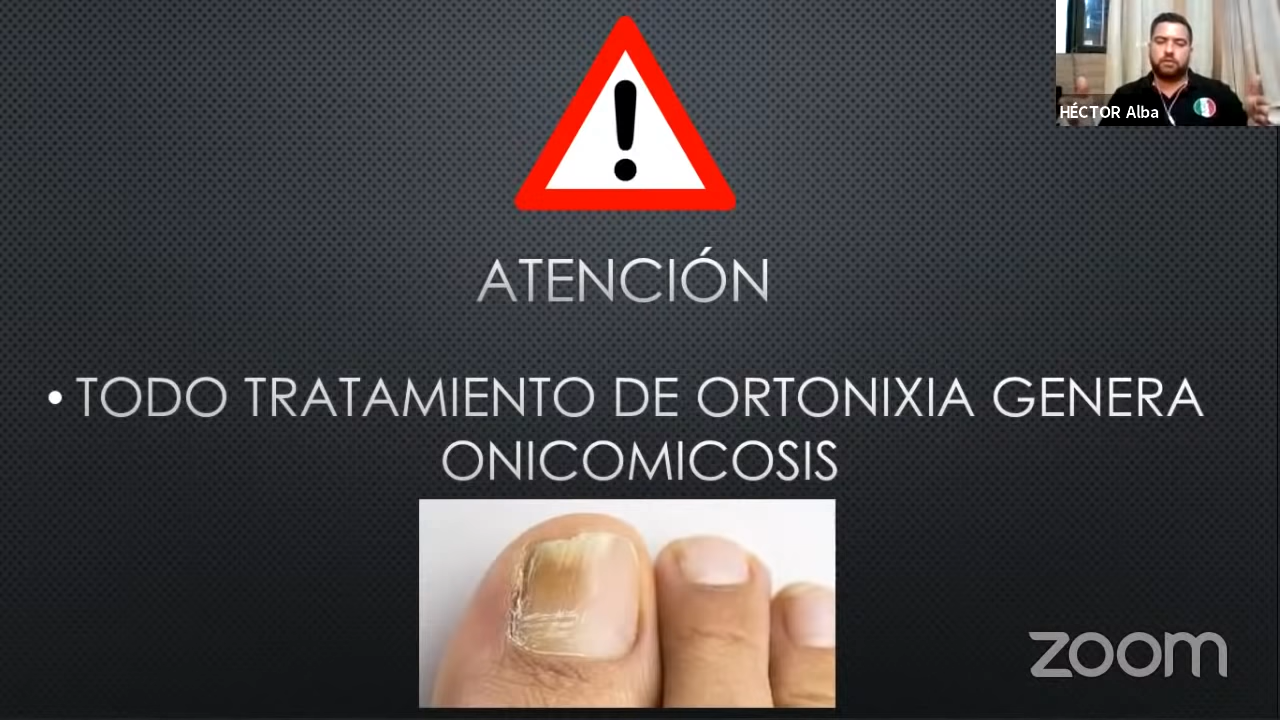 HÉCTOR Alba
ATENCIÓN
• TODO TRATAMIENTO DE ORTONIXIA GENERA
ONICOMICOSIS
zoom